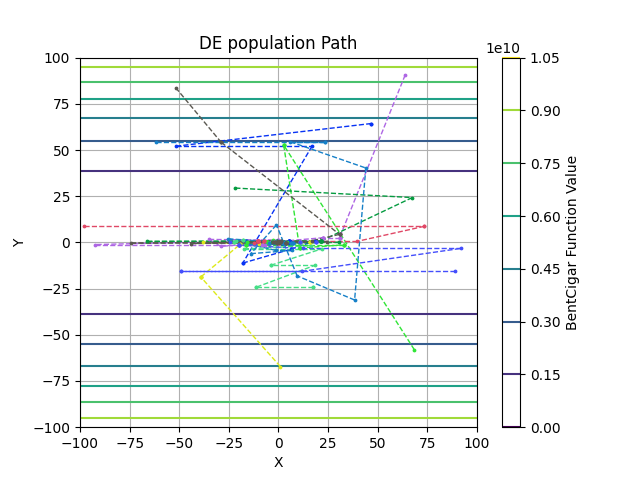 DE population Path
1e10
100
75
50
25
0
−25
−50
−75
−100
Y
−100 −75 −50 −25 0 25 50 75 100
X
1.05
0.90
0.75
0.60
0.45
0.30
0.15
0.00
BentCigar Function Value